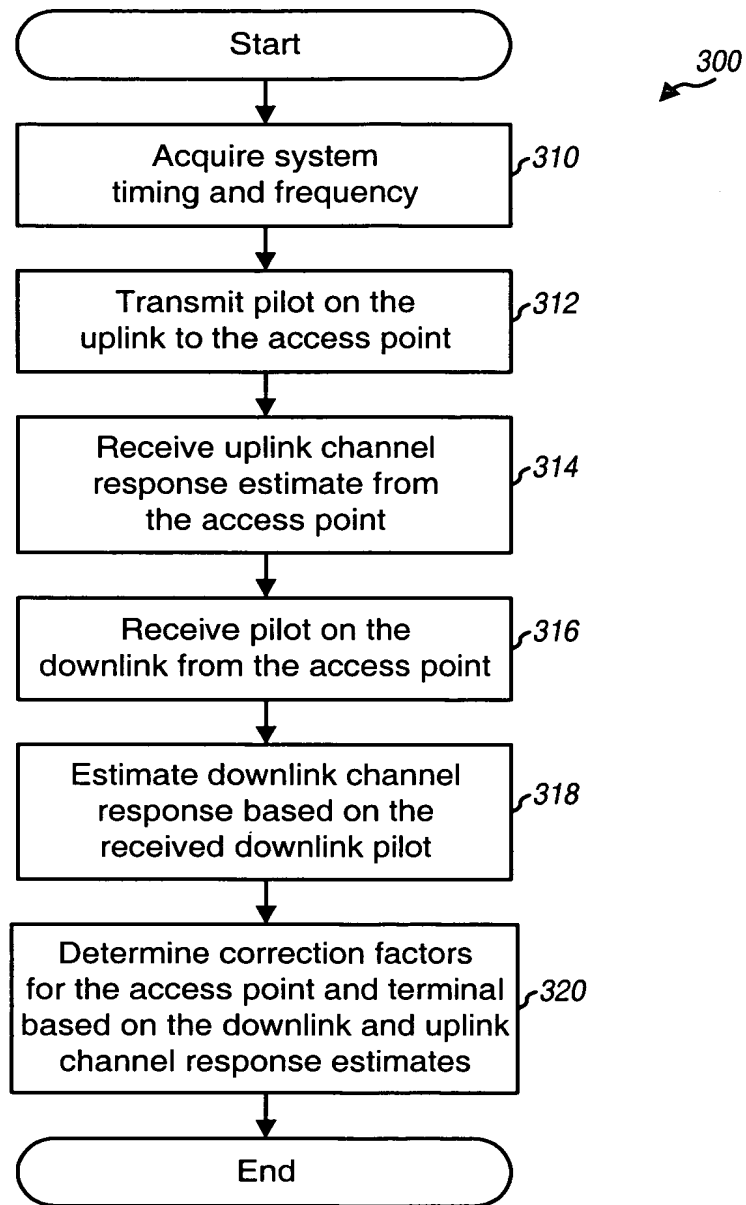 Start
300
Acquire system
timing and frequency
310
Transmit pilot on the
uplink to the access point
312
Receive uplink channel
response estimate from
the access point
314
Receive pilot on the
downlink from the access point
316
Estimate downlink channel
response based on the
received downlink pilot
318
Determine correction factors
for the access point and terminal
based on the downlink and uplink
channel response estimates
320
End